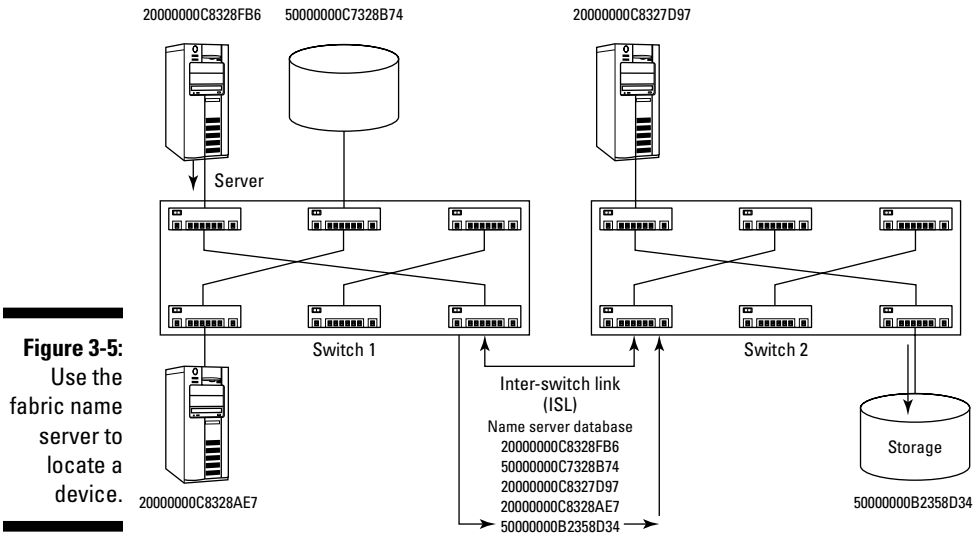 20000000C8328FB6
50000000C7328B74
20000000C8327D97
Server
Switch 1
Switch 2
Inter-switch link
(ISL)
Name server database
20000000C8328FB6
50000000C7328B74
20000000C8327D97
20000000C8328AE7
50000000B2358D34
Storage
20000000C8328AE7
50000000B2358D34
Figure 3-5:
Use the
fabric name
server to
locate a
device.